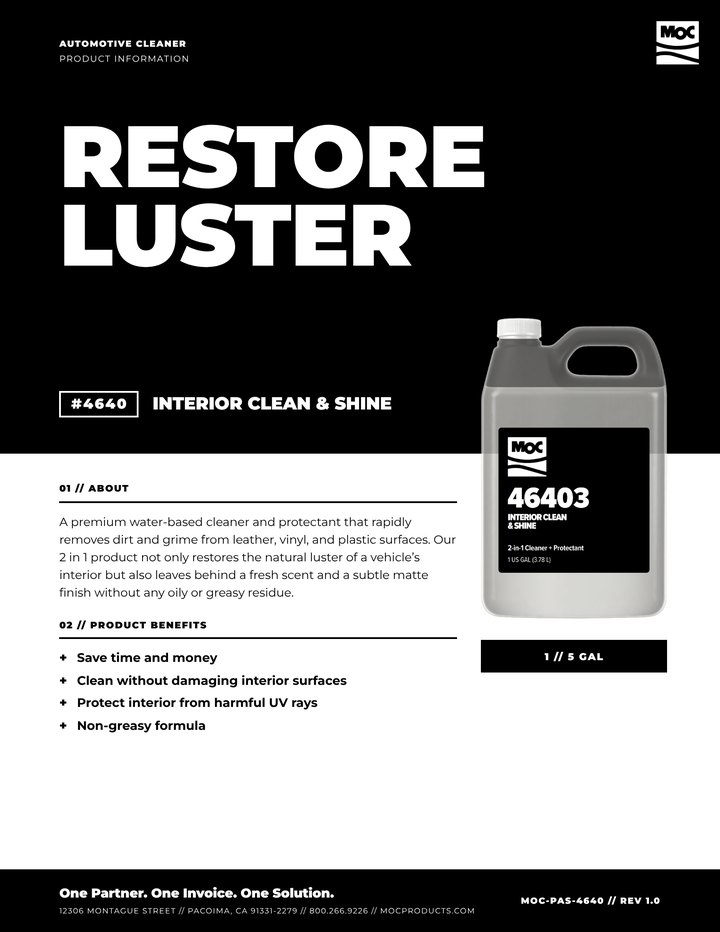 AUTOMOTIVE CLEANER
PRODUCT INFORMATION
MOC
RESTORE
LUSTER
#4640
INTERIOR CLEAN & SHINE
01 // ABOUT
A premium water-based cleaner and protectant that rapidly
removes dirt and grime from leather, vinyl, and plastic surfaces. Our
2 in 1 product not only restores the natural luster of a vehicle’s
interior but also leaves behind a fresh scent and a subtle matte
finish without any oily or greasy residue.
02 // PRODUCT BENEFITS
+ Save time and money
+ Clean without damaging interior surfaces
+ Protect interior from harmful UV rays
+ Non-greasy formula
MOC
46403
INTERIOR CLEAN
& SHINE
2-in-1 Cleaner + Protectant
1 US GAL (3.78 L)
1 // 5 GAL
One Partner. One Invoice. One Solution.
12306 MONTAGUE STREET // PACOIMA, CA 91331-2279 // 800.266.9226 // MOCPRODUCTS.COM
MOC-PAS-4640 // REV 1.0